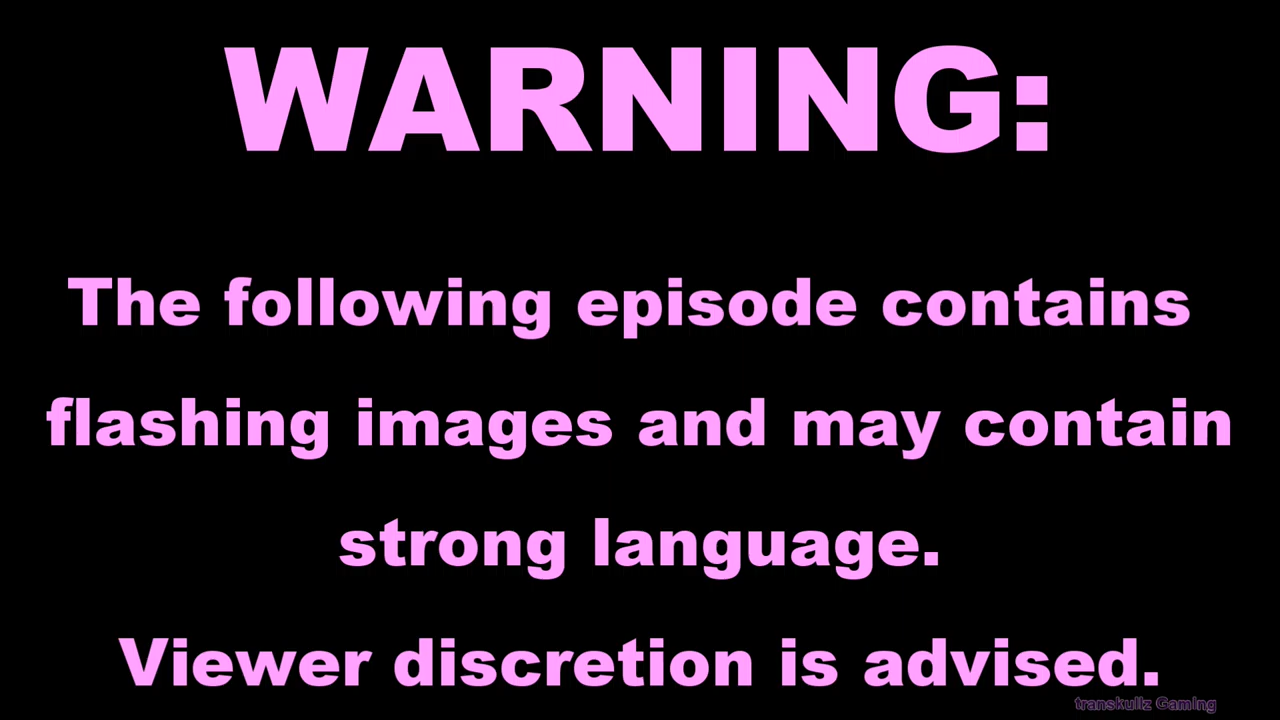 WARNING:
The following episode contains
flashing images and may contain
strong language.
Viewer discretion is advised.
transkullz Gaming